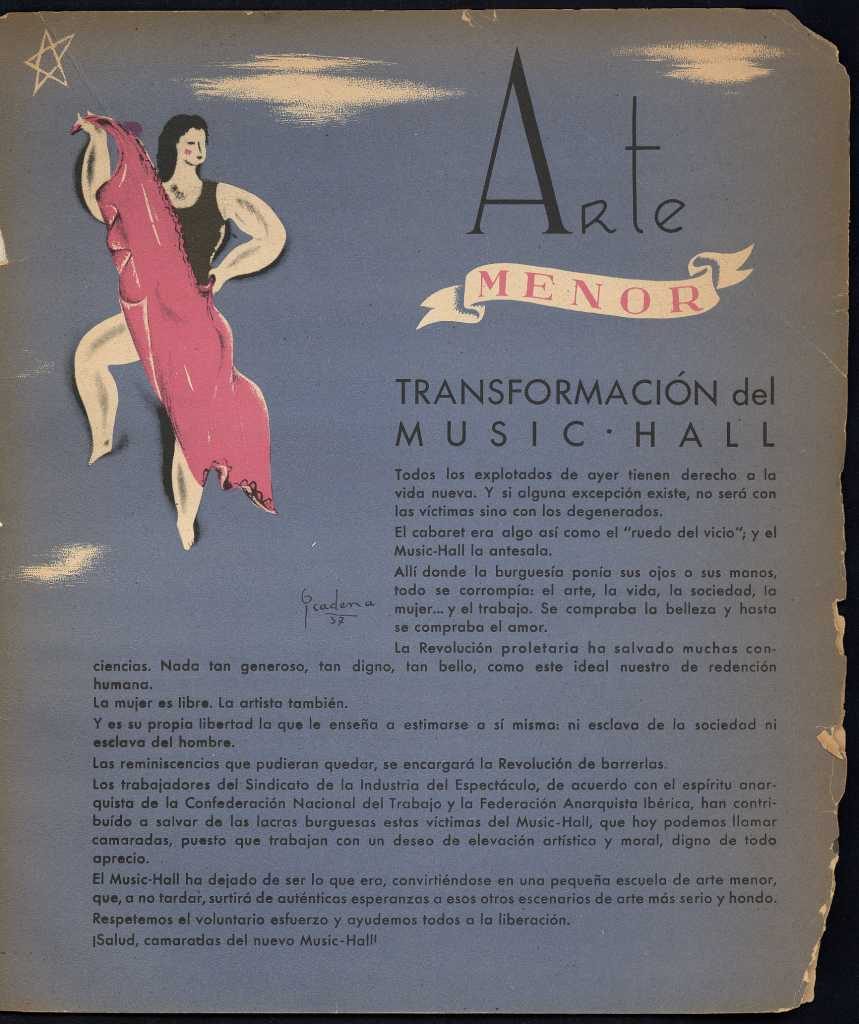 Arte
MENOR
TRANSFORMACIÓN del
MUSIC·HALL
Todos los explotados de ayer tienen derecho a la
vida nueva. Y si alguna excepción existe, no será con
las víctimas sino con los degenerados.
El cabaret era algo así como el "ruedo del vicio"; y el
Music-Hall la antesala.
Allí donde la burguesía ponía sus ojos o sus manos,
todo se corrompía: el arte, la vida, la sociedad, la
mujer... y el trabajo. Se compraba la belleza y hasta
se compraba el amor.
La Revolución proletaria ha salvado muchas con-
ciencias. Nada tan generoso, tan digno, tan bello, como este ideal nuestro de redención
humana.
La mujer es libre. La artista también.
Y es su propia libertad la que le enseña a estimarse a sí misma: ni esclava de la sociedad ni
esclava del hombre.
Las reminiscencias que pudieran quedar, se encargará la Revolución de barrerlas.
Los trabajadores del Sindicato de la Industria del Espectáculo, de acuerdo con el espíritu anar-
quista de la Confederación Nacional del Trabajo y la Federación Anarquista Ibérica, han contri-
buído a salvar de las lacras burguesas estas víctimas del Music-Hall, que hoy podemos llamar
camaradas, puesto que trabajan con un deseo de elevación artística y moral, digno de todo
aprecio.
El Music-Hall ha dejado de ser lo que era, convirtiéndose en una pequeña escuela de arte menor,
que, a no tardar, surtirá de auténticas esperanzas a esos otros escenarios de arte más serio y hondo.
Respetemos el voluntario esfuerzo y ayudemos todos a la liberación.
¡Salud, camaradas del nuevo Music-Hall!
Gcadena
37